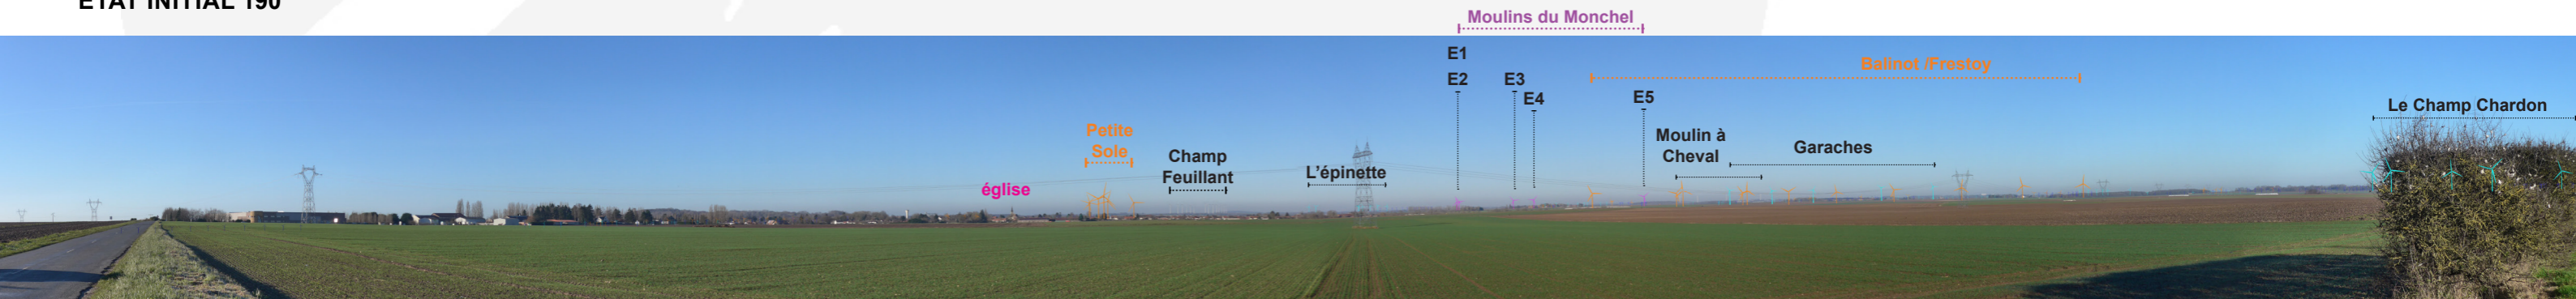 ETAT INITIAL 190°
Moulins du Monchel
E1
E2
E3
E4
E5
Balinot /Frestoy
Le Champ Chardon
Petite
Sole
Champ
Feuillant
L'épinette
Moulin à
Cheval
Garaches
église